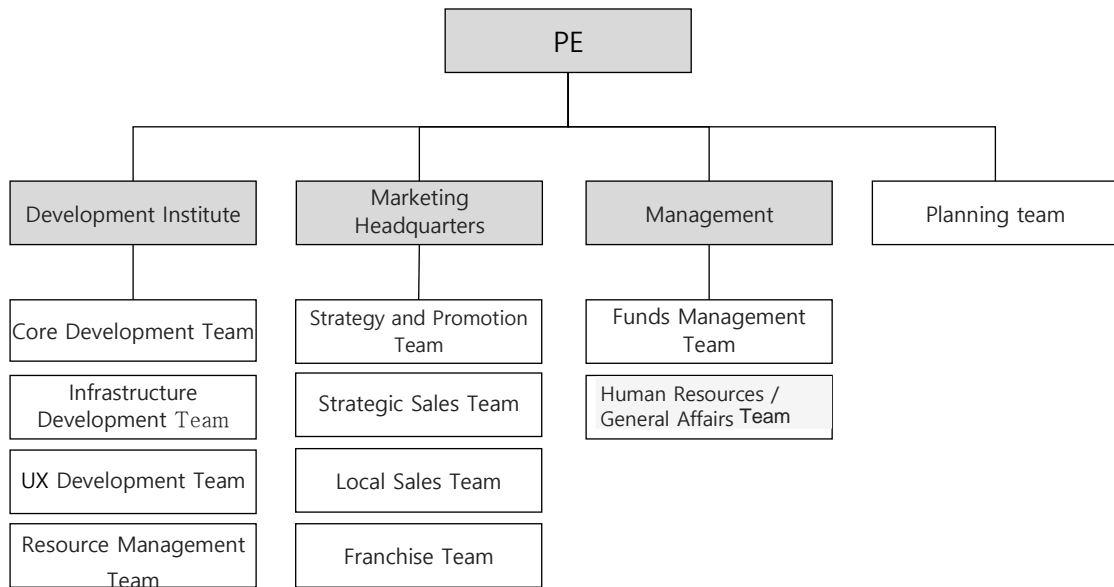 PE
Development Institute
Marketing
Headquarters
Management
Planning team
Core Development Team
Infrastructure
Development Team
UX Development Team
Resource Management
Team
Strategy and Promotion
Team
Strategic Sales Team
Local Sales Team
Franchise Team
Funds Management
Team
Human Resources /
General Affairs Team